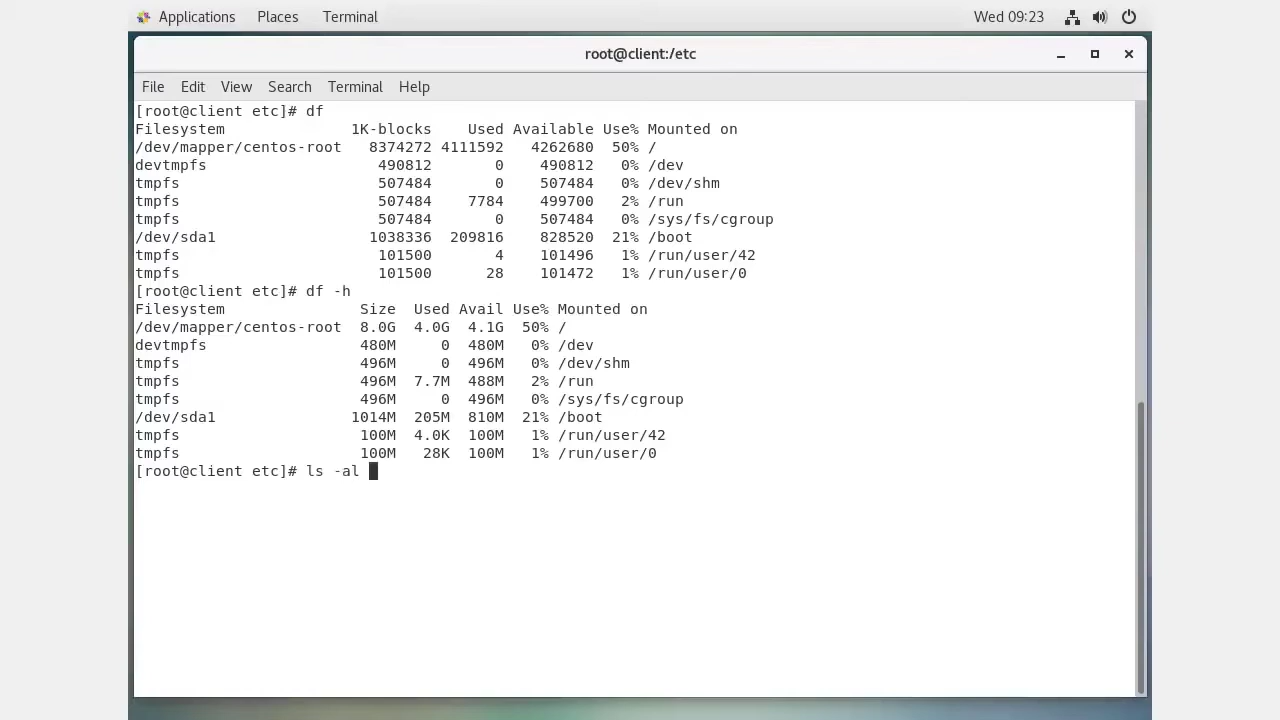 Applications Places Terminal Wed 09:23
root@client:/etc
File Edit View Search Terminal Help
[root@client etc]# df
Filesystem              1K-blocks    Used Available Use% Mounted on
/dev/mapper/centos-root   8374272 4111592   4262680  50% /
devtmpfs                   490812       0    490812   0% /dev
tmpfs                      507484       0    507484   0% /dev/shm
tmpfs                      507484    7784    499700   2% /run
tmpfs                      507484       0    507484   0% /sys/fs/cgroup
/dev/sda1                 1038336  209816    828520  21% /boot
tmpfs                      101500       4    101496   1% /run/user/42
tmpfs                      101500      28    101472   1% /run/user/0
[root@client etc]# df -h
Filesystem               Size  Used Avail Use% Mounted on
/dev/mapper/centos-root  8.0G  4.0G  4.1G  50% /
devtmpfs                 480M     0  480M   0% /dev
tmpfs                    496M     0  496M   0% /dev/shm
tmpfs                    496M  7.7M  488M   2% /run
tmpfs                    496M     0  496M   0% /sys/fs/cgroup
/dev/sda1               1014M  205M  810M  21% /boot
tmpfs                    100M  4.0K  100M   1% /run/user/42
tmpfs                    100M   28K  100M   1% /run/user/0
[root@client etc]# ls -al